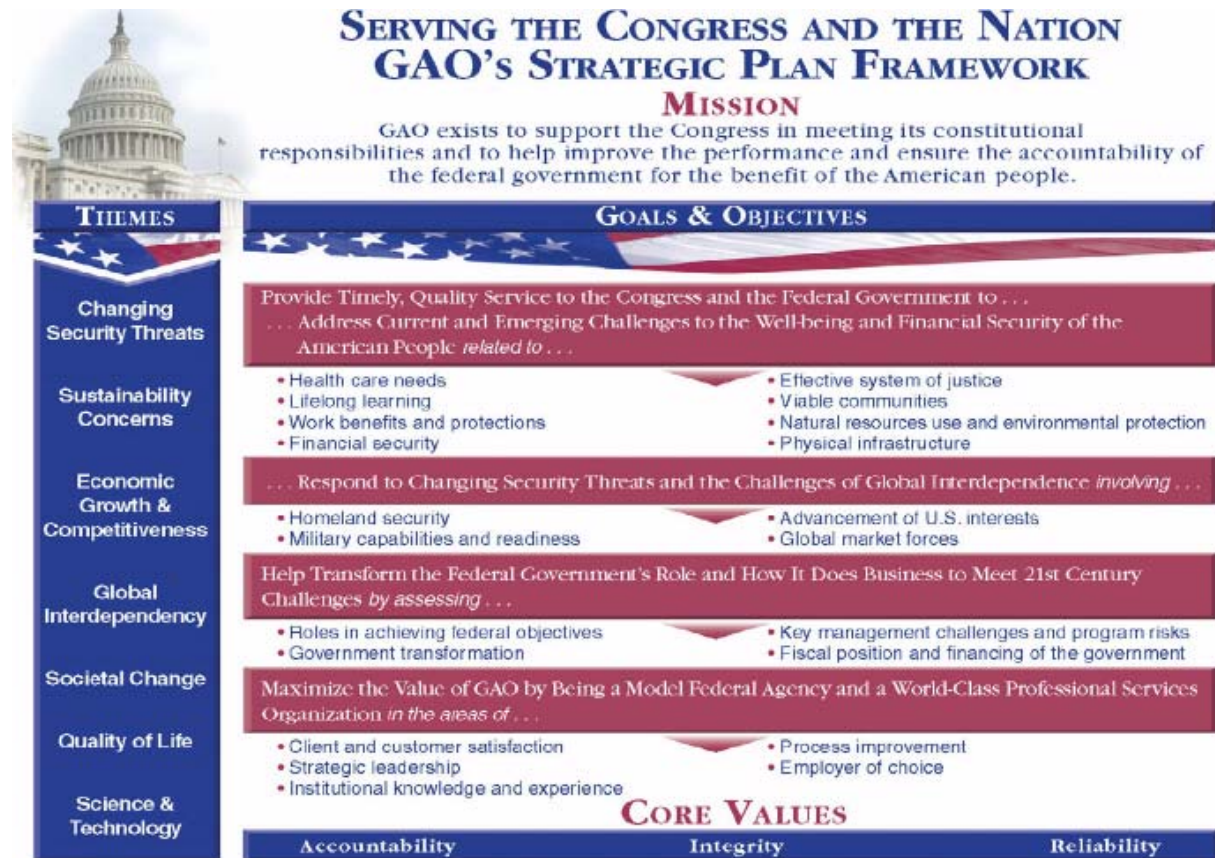 SERVING THE CONGRESS AND THE NATION
GAO'S STRATEGIC PLAN FRAMEWORK
MISSION
GAO exists to support the Congress in meeting its constitutional
responsibilities and to help improve the performance and ensure the accountability of
the federal government for the benefit of the American people.
THEMES
Changing
Security Threats
Sustainability
Concerns
Economic
Growth &
Competitiveness
Global
Interdependency
Societal Change
Quality of Life
Science &
Technology
GOALS & OBJECTIVES
Provide Timely, Quality Service to the Congress and the Federal Government to . . .
. . . Address Current and Emerging Challenges to the Well-being and Financial Security of the
American People related to . . .
• Health care needs
• Lifelong learning
• Work benefits and protections
• Financial security
• Effective system of justice
• Viable communities
• Natural resources use and environmental protection
• Physical infrastructure
. . . Respond to Changing Security Threats and the Challenges of Global Interdependence involving . . .
• Homeland security
• Military capabilities and readiness
• Advancement of U.S. interests
• Global market forces
Help Transform the Federal Government's Role and How It Does Business to Meet 21st Century
Challenges by assessing . . .
• Roles in achieving federal objectives
• Government transformation
• Key management challenges and program risks
• Fiscal position and financing of the government
Maximize the Value of GAO by Being a Model Federal Agency and a World-Class Professional Services
Organization in the areas of . . .
• Client and customer satisfaction
• Strategic leadership
• Institutional knowledge and experience
• Process improvement
• Employer of choice
CORE VALUES
Accountability
Integrity
Reliability